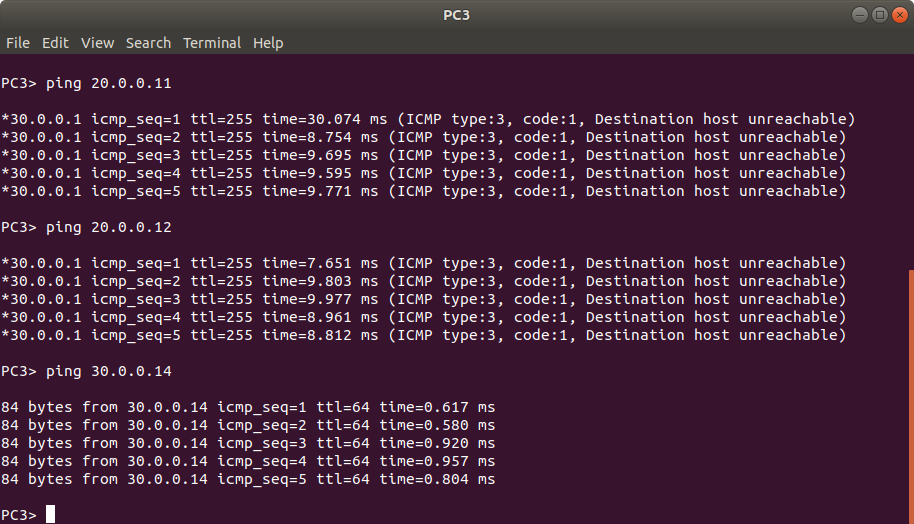 PC3
File Edit View Search Terminal Help
PC3> ping 20.0.0.11
*30.0.0.1 icmp_seq=1 ttl=255 time=30.074 ms (ICMP type:3, code:1, Destination host unreachable)
*30.0.0.1 icmp_seq=2 ttl=255 time=8.754 ms (ICMP type:3, code:1, Destination host unreachable)
*30.0.0.1 icmp_seq=3 ttl=255 time=9.695 ms (ICMP type:3, code:1, Destination host unreachable)
*30.0.0.1 icmp_seq=4 ttl=255 time=9.595 ms (ICMP type:3, code:1, Destination host unreachable)
*30.0.0.1 icmp_seq=5 ttl=255 time=9.771 ms (ICMP type:3, code:1, Destination host unreachable)
PC3> ping 20.0.0.12
*30.0.0.1 icmp_seq=1 ttl=255 time=7.651 ms (ICMP type:3, code:1, Destination host unreachable)
*30.0.0.1 icmp_seq=2 ttl=255 time=9.803 ms (ICMP type:3, code:1, Destination host unreachable)
*30.0.0.1 icmp_seq=3 ttl=255 time=9.977 ms (ICMP type:3, code:1, Destination host unreachable)
*30.0.0.1 icmp_seq=4 ttl=255 time=8.961 ms (ICMP type:3, code:1, Destination host unreachable)
*30.0.0.1 icmp_seq=5 ttl=255 time=8.812 ms (ICMP type:3, code:1, Destination host unreachable)
PC3> ping 30.0.0.14
84 bytes from 30.0.0.14 icmp_seq=1 ttl=64 time=0.617 ms
84 bytes from 30.0.0.14 icmp_seq=2 ttl=64 time=0.580 ms
84 bytes from 30.0.0.14 icmp_seq=3 ttl=64 time=0.920 ms
84 bytes from 30.0.0.14 icmp_seq=4 ttl=64 time=0.957 ms
84 bytes from 30.0.0.14 icmp_seq=5 ttl=64 time=0.804 ms
PC3>